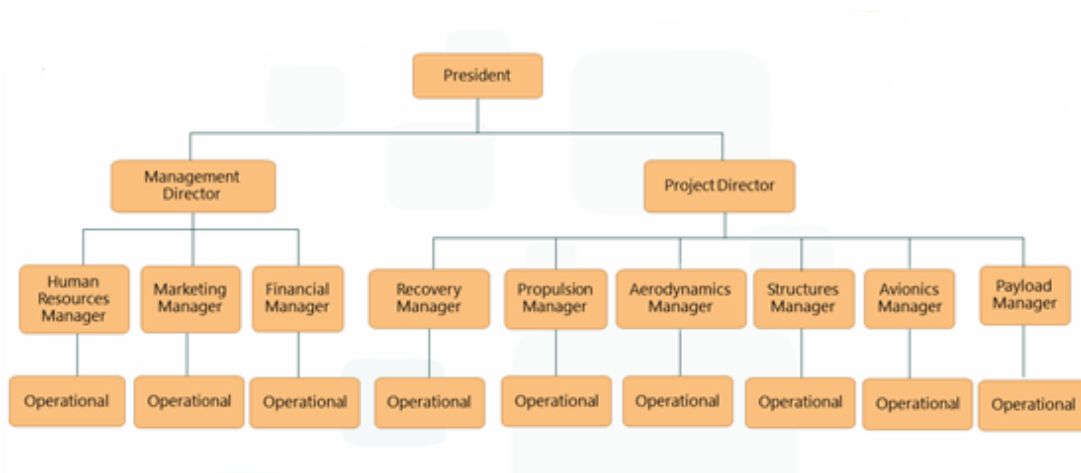 President
Management
Director
Project Director
Human
Resources
Manager
Marketing
Manager
Financial
Manager
Recovery
Manager
Propulsion
Manager
Aerodynamics
Manager
Structures
Manager
Avionics
Manager
Payload
Manager
Operational
Operational
Operational
Operational
Operational
Operational
Operational
Operational
Operational